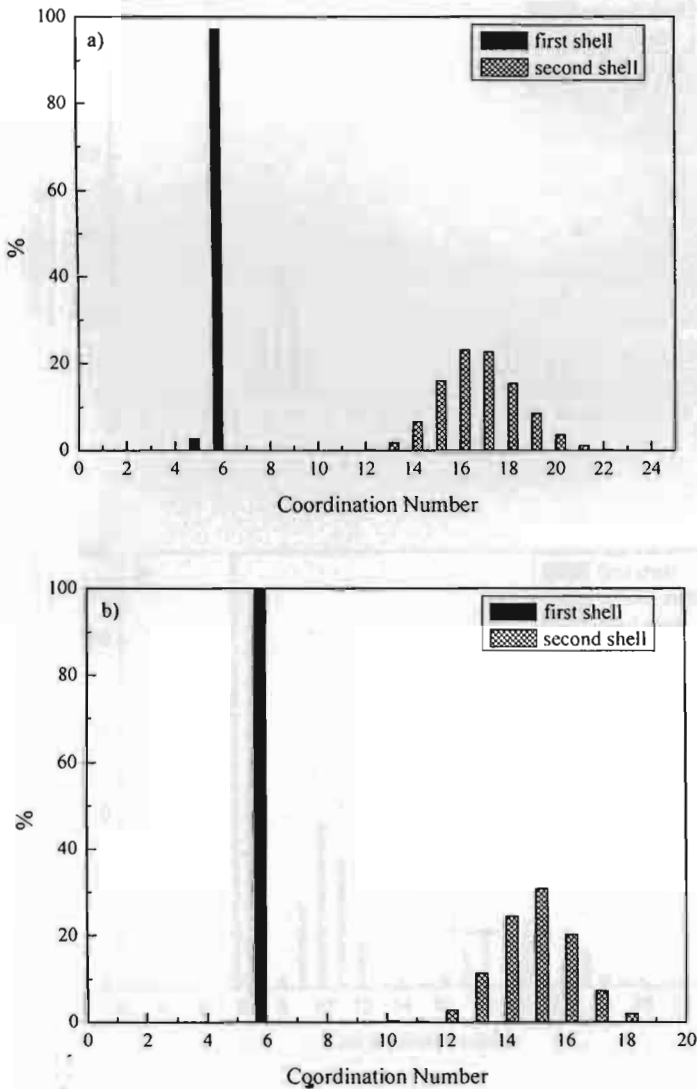 100
a)
first shell
second shell
80
60
%
40
20
0
0 2 4 6 8 10 12 14 16 18 20 22 24
Coordination Number
100
b)
first shell
second shell
80
60
%
40
20
0
0 2 4 6 8 10 12 14 16 18 20
Coordination Number